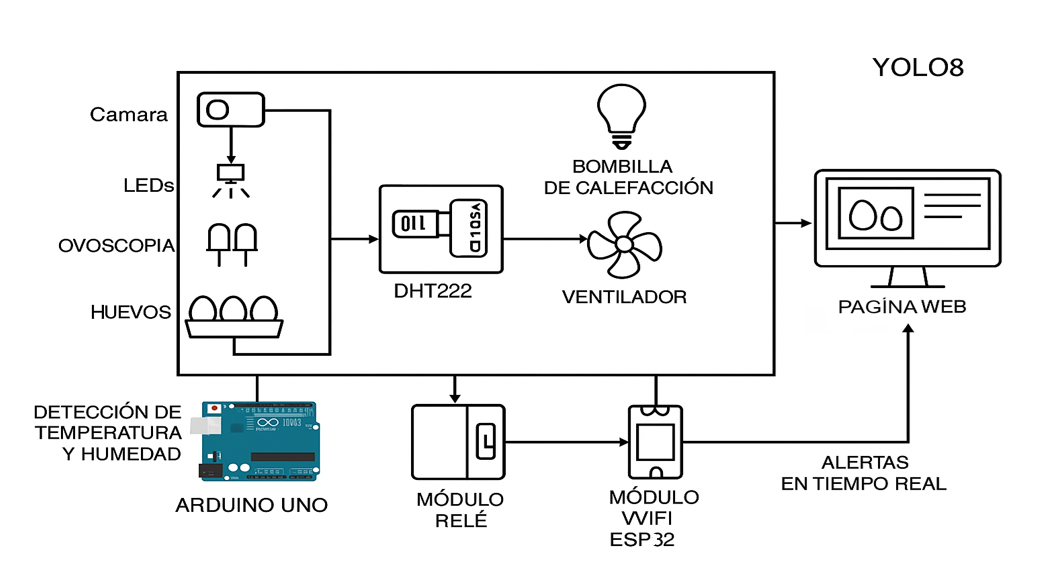 YOLO8
Camara
LEDs
OVOSCOPIA
HUEVOS
BOMBILLA
DE CALEFACCIÓN
DHT222
VENTILADOR
PAGÍNA WEB
DETECCIÓN DE
TEMPERATURA
Y HUMEDAD
ARDUINO UNO
MÓDULO
RELÉ
MÓDULO
WIFI
ESP32
ALERTAS
EN TIEMPO REAL